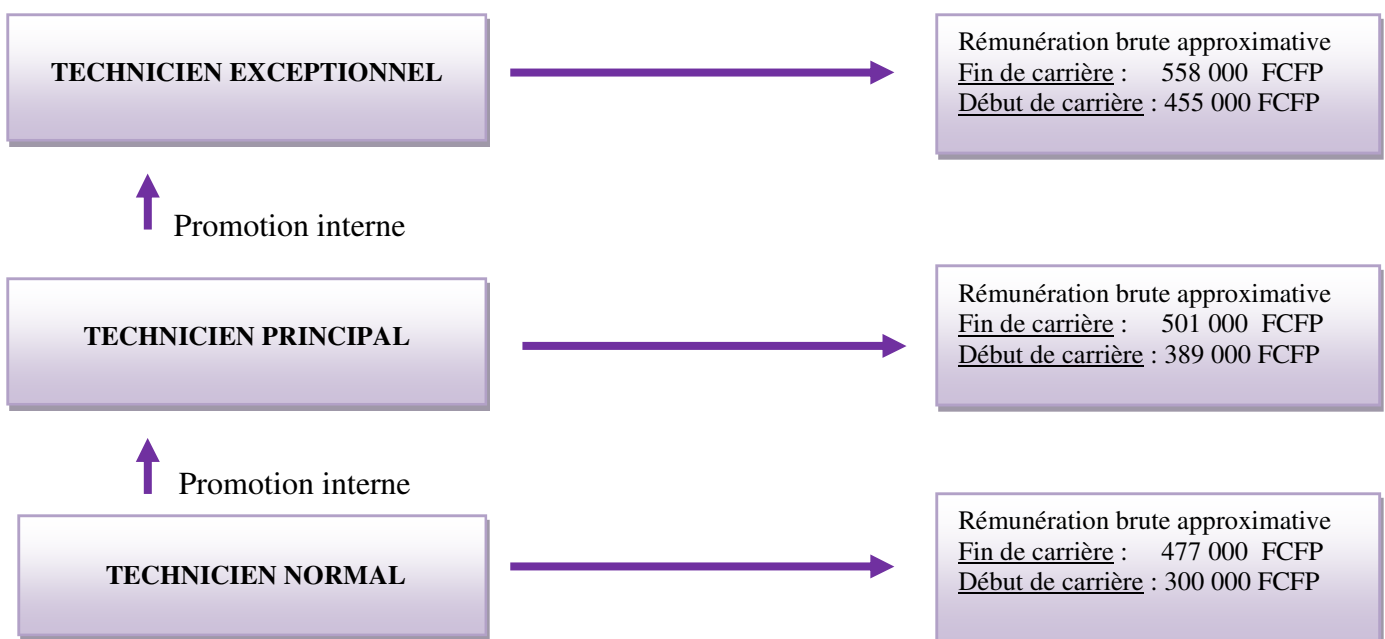 TECHNICIEN EXCEPTIONNEL
Rémunération brute approximative
Fin de carrière : 558 000 FCFP
Début de carrière : 455 000 FCFP
Promotion interne
TECHNICIEN PRINCIPAL
Rémunération brute approximative
Fin de carrière : 501 000 FCFP
Début de carrière : 389 000 FCFP
Promotion interne
TECHNICIEN NORMAL
Rémunération brute approximative
Fin de carrière : 477 000 FCFP
Début de carrière : 300 000 FCFP